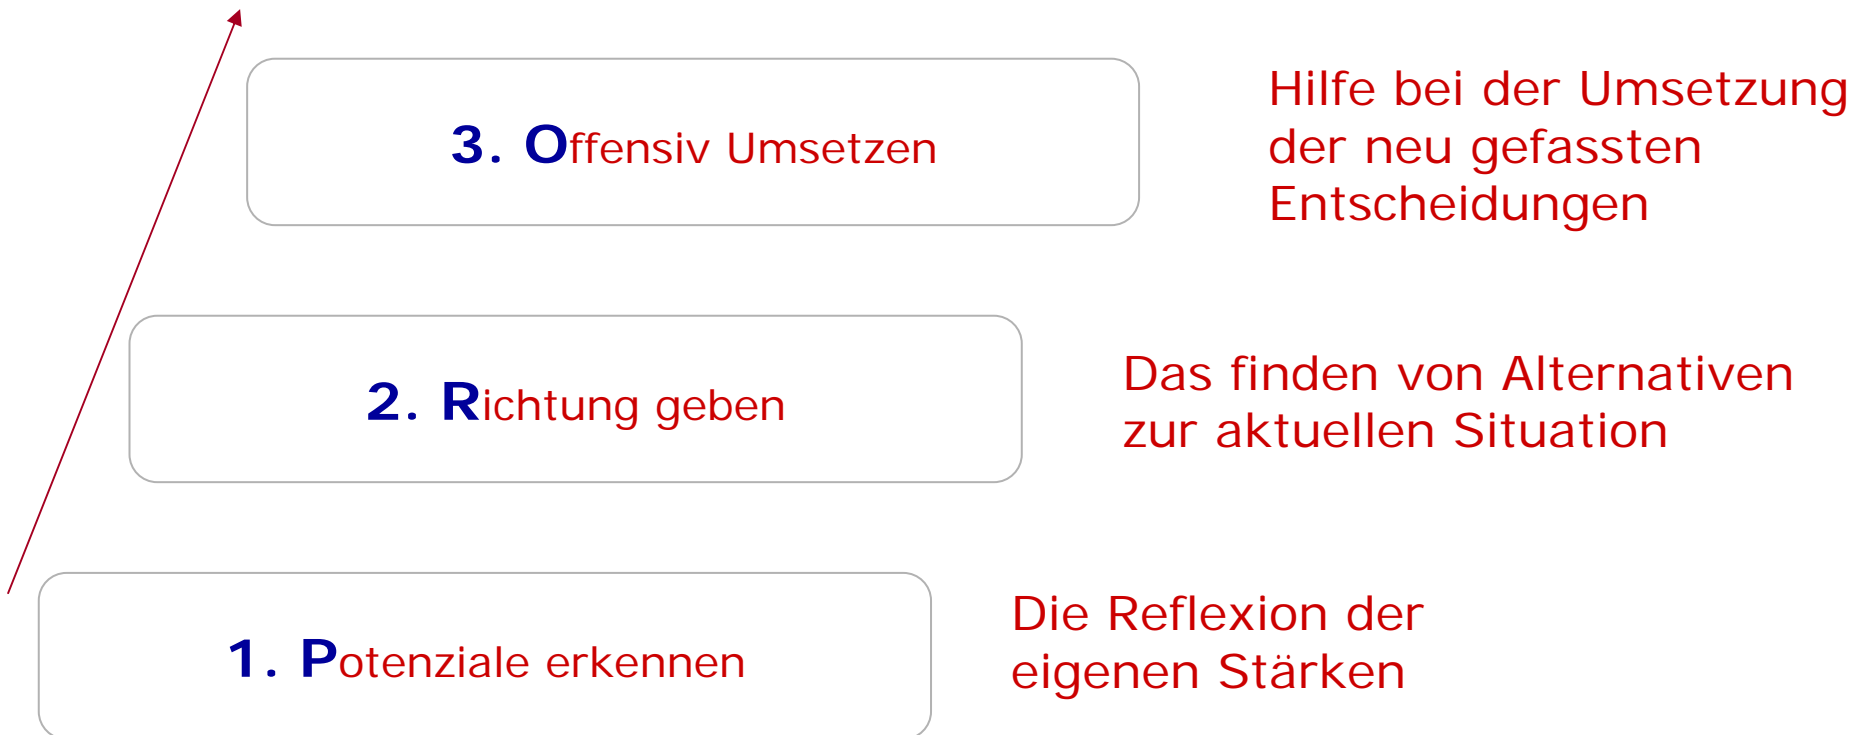 3. Offensiv Umsetzen
Hilfe bei der Umsetzung
der neu gefassten
Entscheidungen
2. Richtung geben
Das finden von Alternativen
zur aktuellen Situation
1. Potenziale erkennen
Die Reflexion der
eigenen Stärken